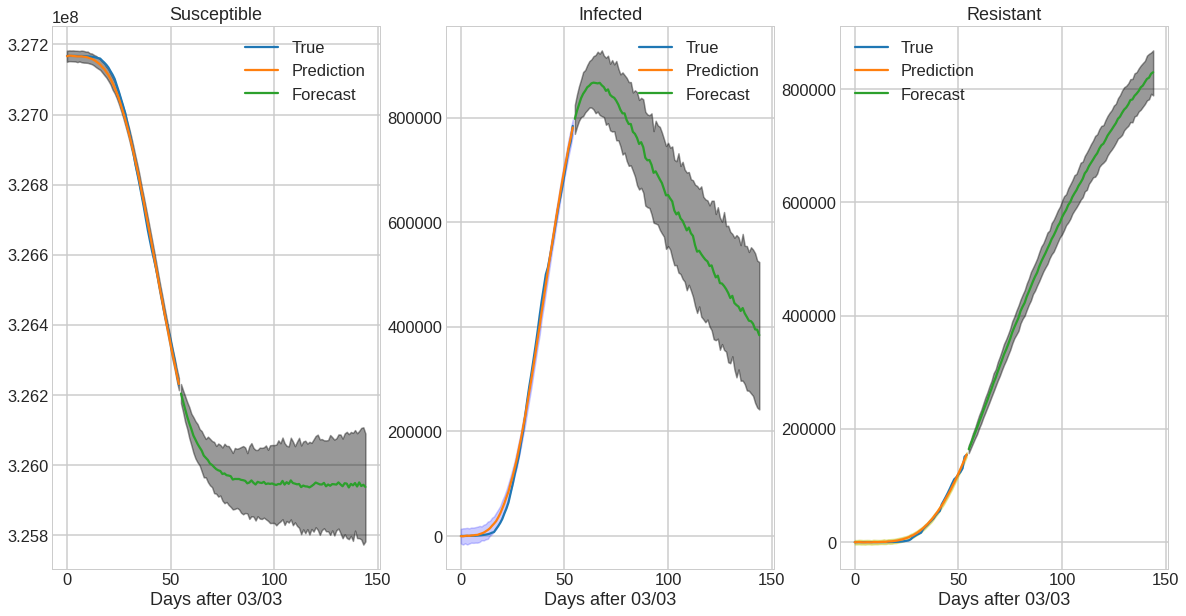 Susceptible
1e8
3.272
3.270
3.268
3.266
3.264
3.262
3.260
3.258
0
50
100
150
Days after 03/03
True
Prediction
Forecast
Infected
800000
600000
400000
200000
0
0
50
100
150
Days after 03/03
True
Prediction
Forecast
Resistant
800000
600000
400000
200000
0
0
50
100
150
Days after 03/03
True
Prediction
Forecast